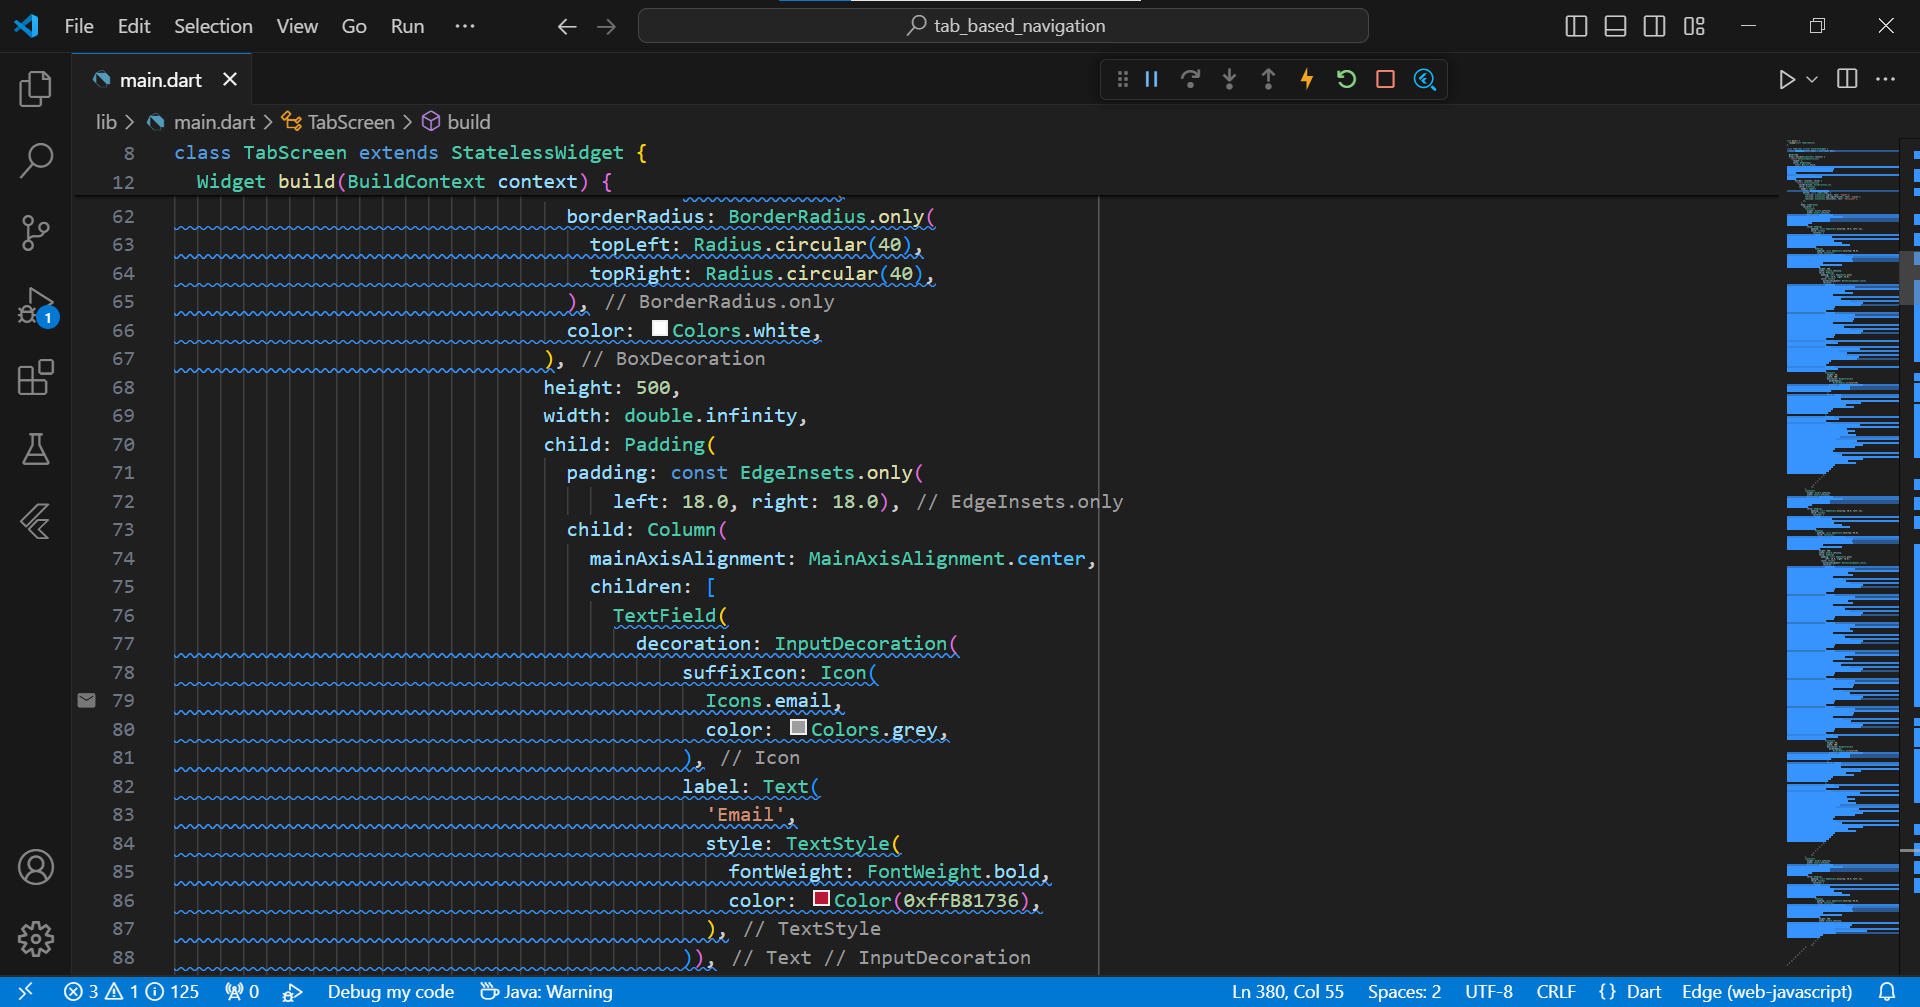 File Edit Selection View Go Run ··· tab_based_navigation
main.dart
lib > main.dart > TabScreen > build
8 class TabScreen extends StatelessWidget {
12 Widget build(BuildContext context) {
62 borderRadius: BorderRadius.only(
63 topLeft: Radius.circular(40),
64 topRight: Radius.circular(40),
65 ), // BorderRadius.only
66 color: Colors.white,
67 ), // BoxDecoration
68 height: 500,
69 width: double.infinity,
70 child: Padding(
71 padding: const EdgeInsets.only(
72 left: 18.0, right: 18.0), // EdgeInsets.only
73 child: Column(
74 mainAxisAlignment: MainAxisAlignment.center,
75 children: [
76 TextField(
77 decoration: InputDecoration(
78 suffixIcon: Icon(
79 Icons.email,
80 color: Colors.grey,
81 ), // Icon
82 label: Text(
83 'Email',
84 style: TextStyle(
85 fontWeight: FontWeight.bold,
86 color: Color(0xffB81736),
87 ), // TextStyle
88 )), // Text // InputDecoration
1
3 1 125 0 Debug my code Java: Warning Ln 380, Col 55 Spaces: 2 UTF-8 CRLF {} Dart Edge (web-javascript)